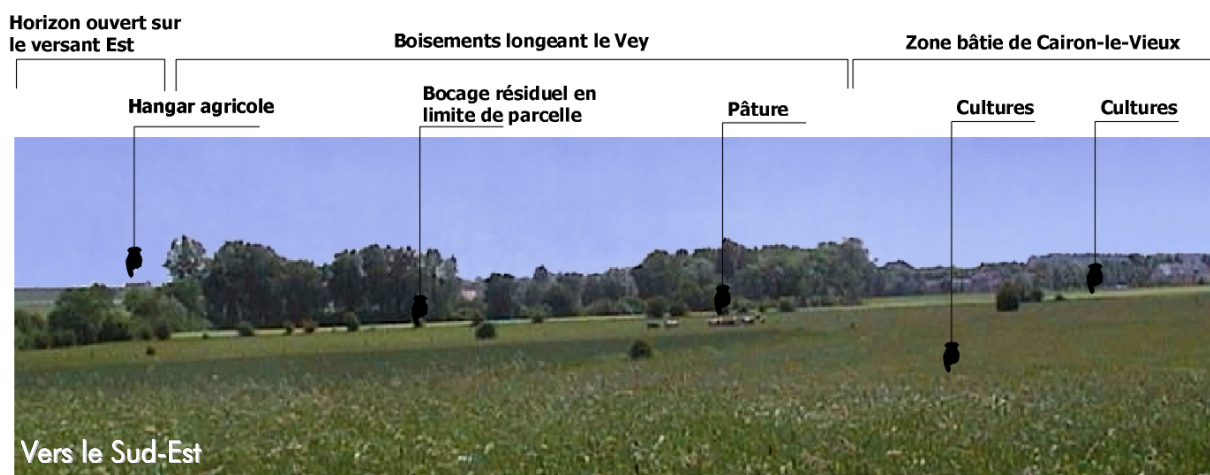 Horizon ouvert sur
le versant Est
Boisements longeant le Vey
Zone bâtie de Cairon-le-Vieux
Hangar agricole
Bocage résiduel en
limite de parcelle
Pâture
Cultures
Cultures
Vers le Sud-Est